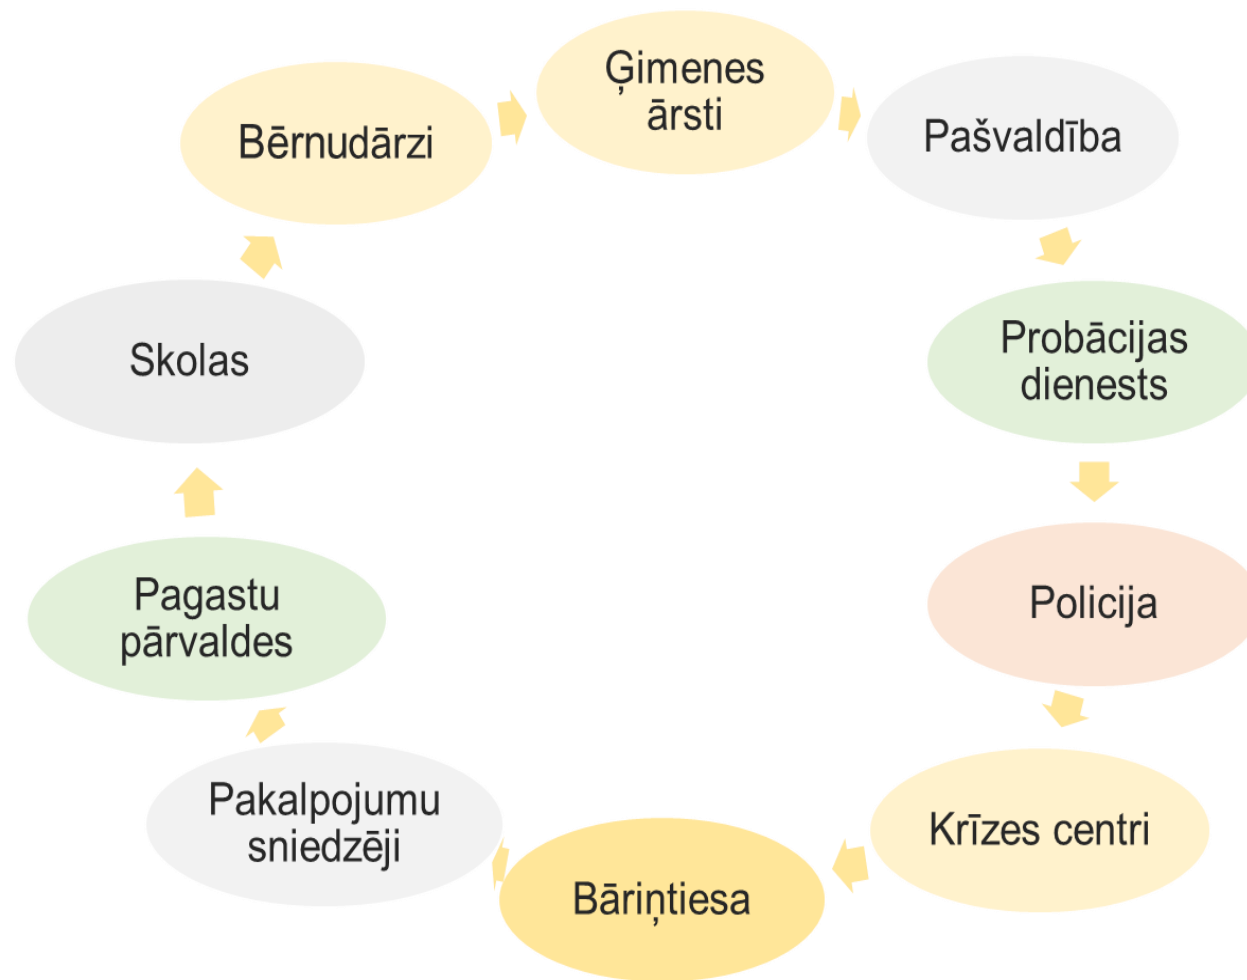 Ģimenes
ārsti
Pašvaldība
Probācijas
dienests
Policija
Krīzes centri
Bāriņtiesa
Pakalpojumu
sniedzēji
Pagastu
pārvaldes
Skolas
Bērnudārzi